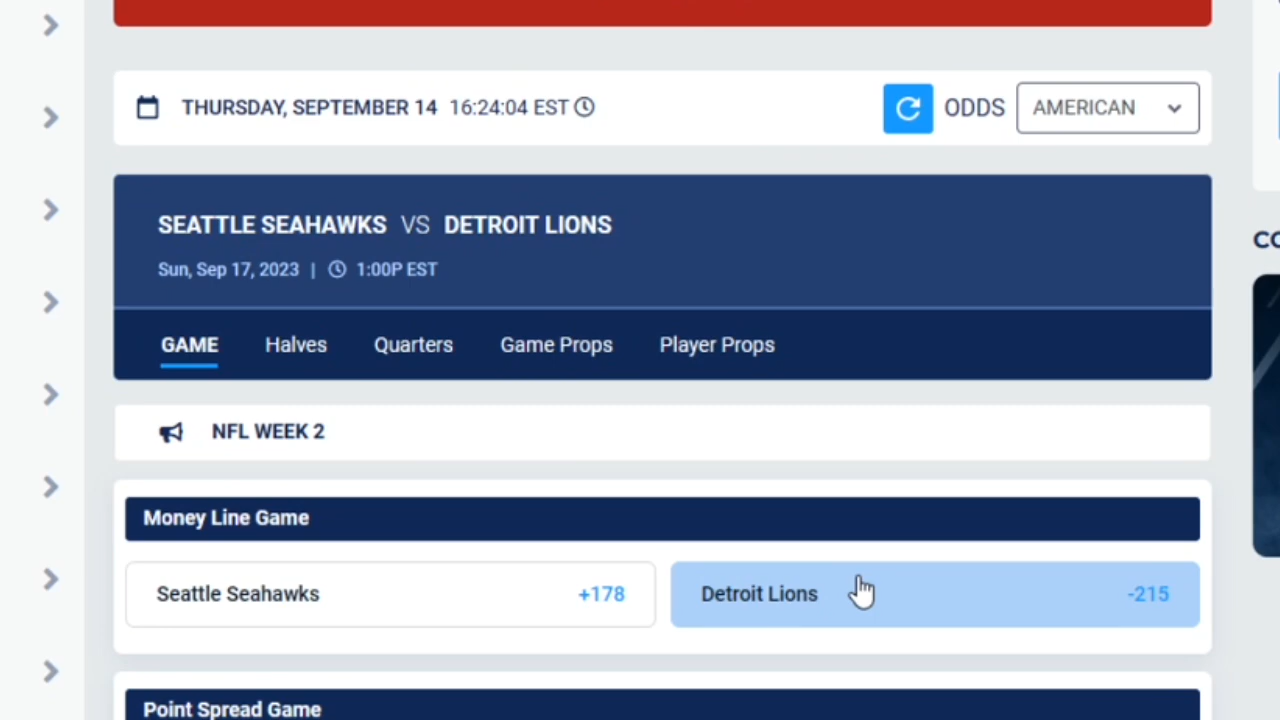 THURSDAY, SEPTEMBER 14 16:24:04 EST ODDS AMERICAN
SEATTLE SEAHAWKS VS DETROIT LIONS
Sun, Sep 17, 2023 | 1:00P EST
GAME Halves Quarters Game Props Player Props
NFL WEEK 2
Money Line Game
Seattle Seahawks +178 Detroit Lions -215
Point Spread Game